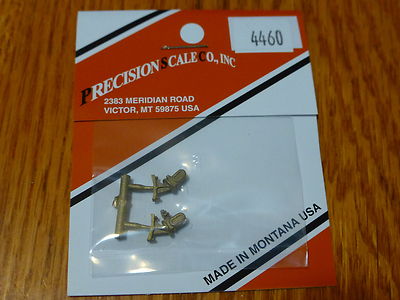 4460
PRECISION SCALE CO., INC
2383 MERIDIAN ROAD
VICTOR, MT 59875 USA
MADE IN MONTANA USA